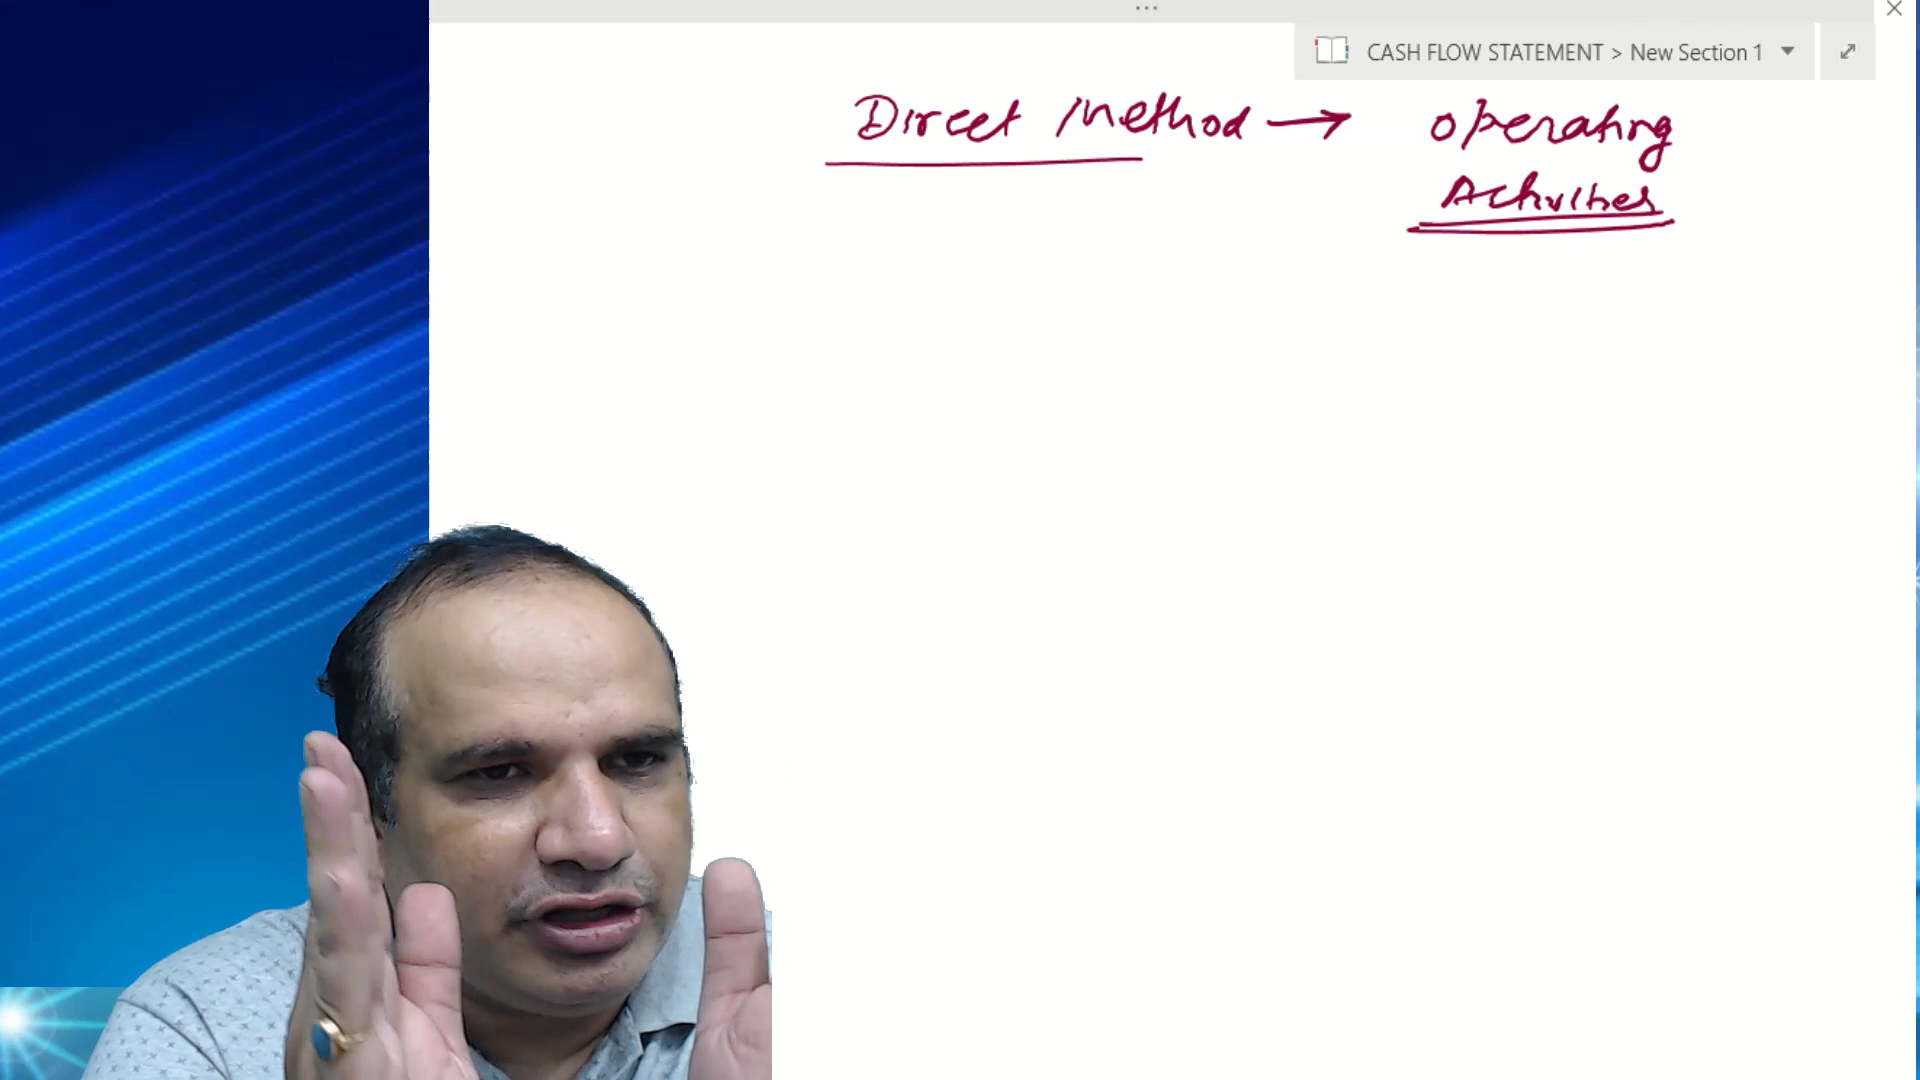 CASH FLOW STATEMENT > New Section 1
Direct Method → operating
Activities